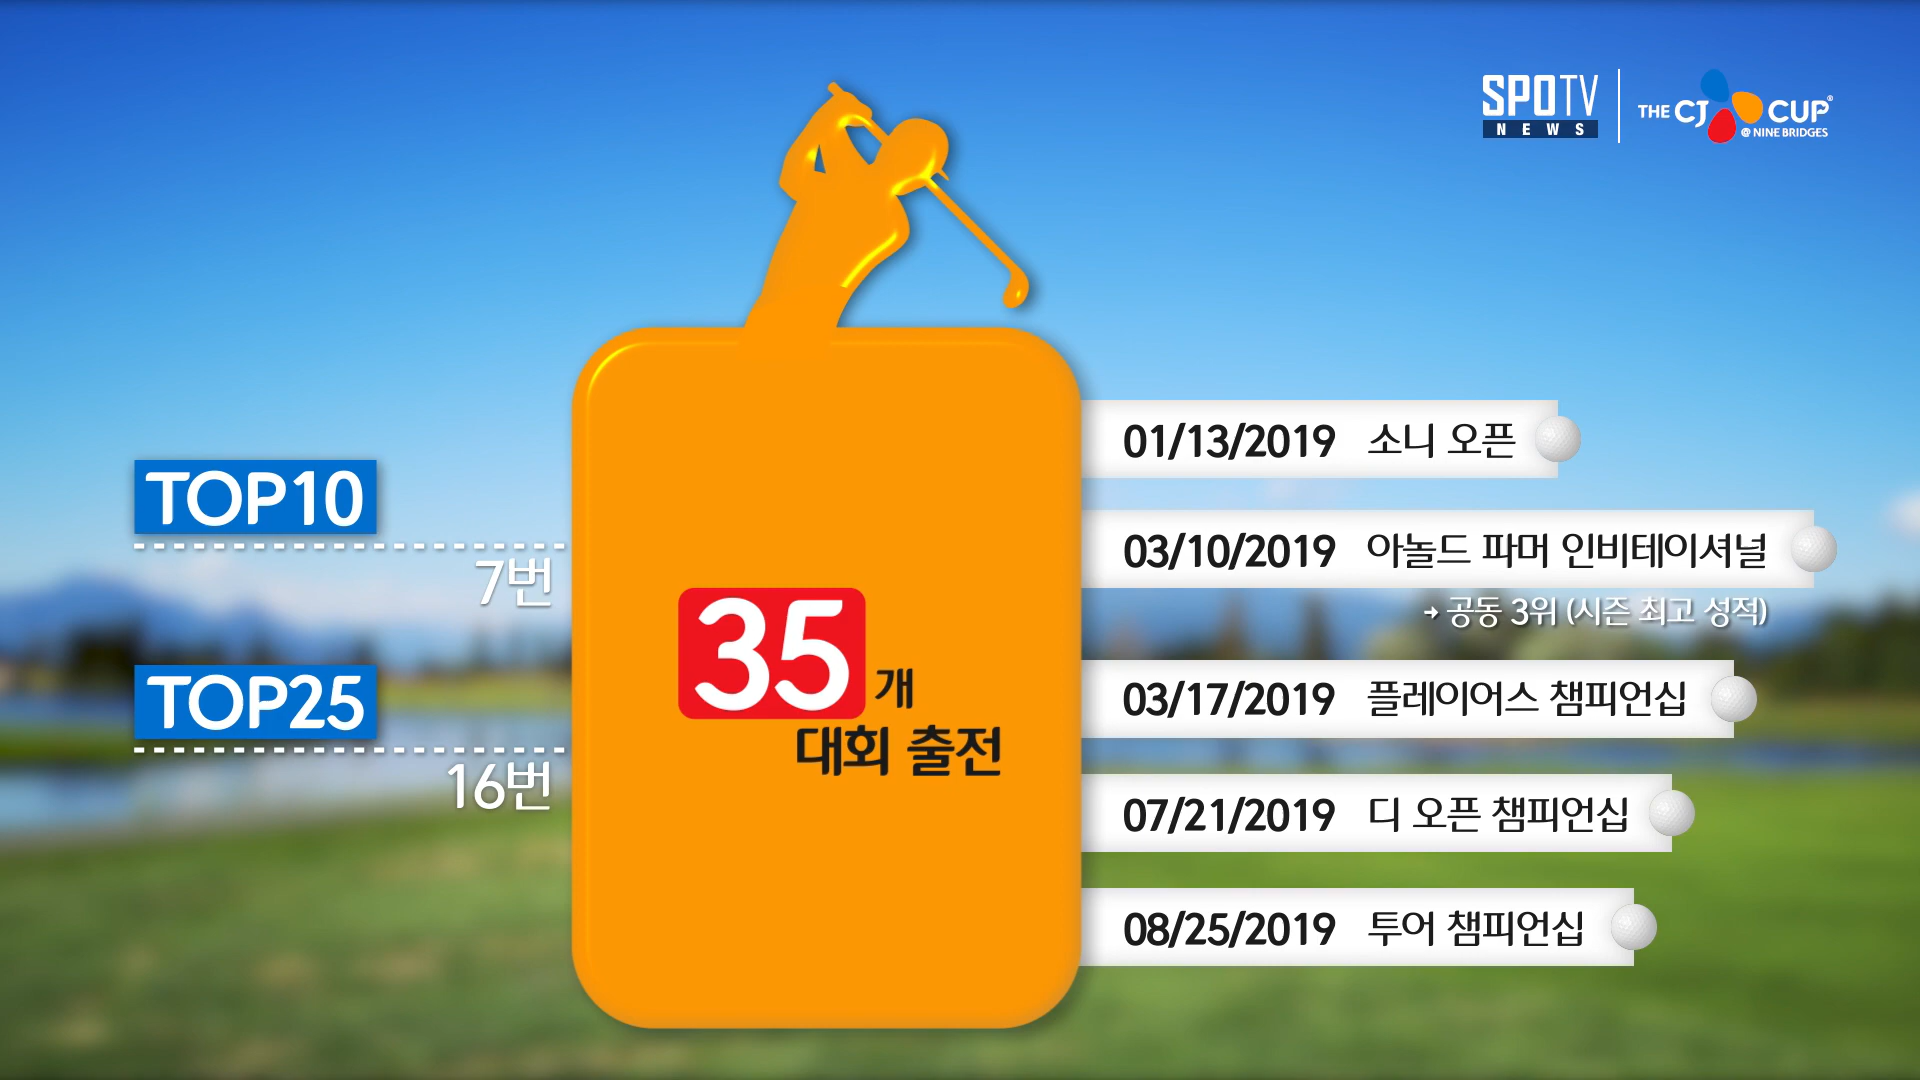 SPOTV
NEWS
THE CJ CUP®
@ NINE BRIDGES
TOP10
7번
TOP25
16번
35개
대회 출전
01/13/2019 소니 오픈
03/10/2019 아놀드 파머 인비테이셔널
→ 공동 3위 (시즌 최고 성적)
03/17/2019 플레이어스 챔피언십
07/21/2019 디 오픈 챔피언십
08/25/2019 투어 챔피언십